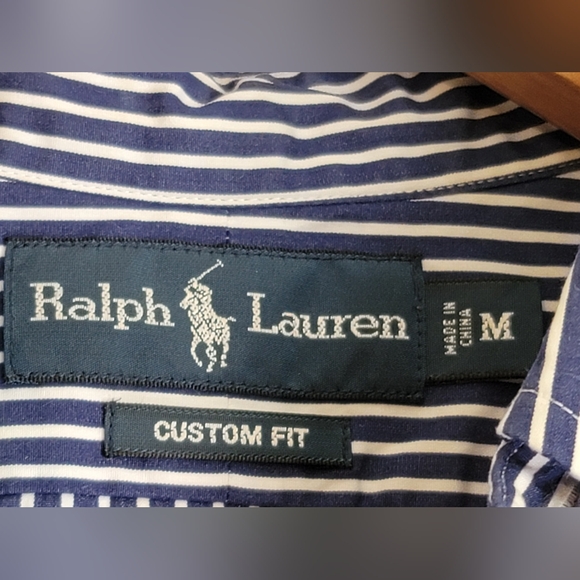 Ralph Lauren
MADE IN
CHINA
M
CUSTOM FIT